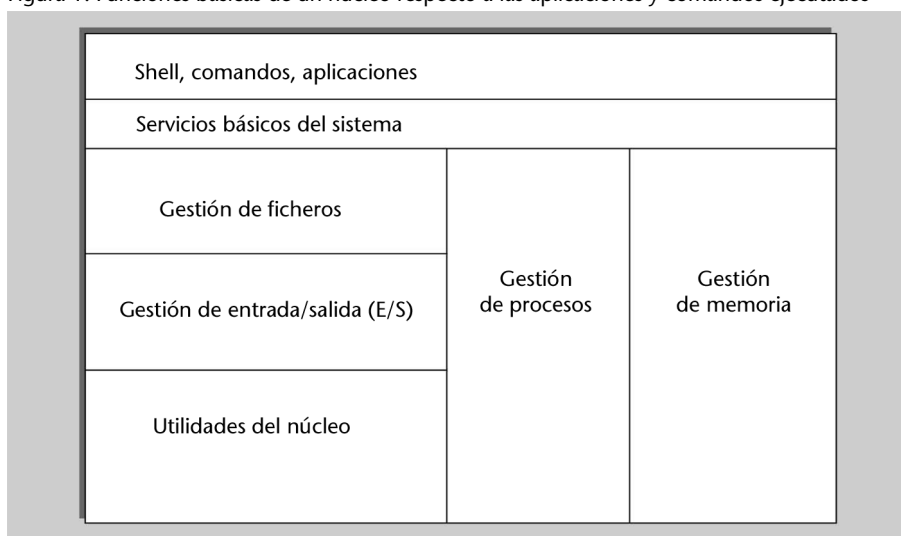 Figura 1. Funciones básicas de un núcleo respecto a las aplicaciones y comandos ejecutados
Shell, comandos, aplicaciones
Servicios básicos del sistema
Gestión de ficheros
Gestión de entrada/salida (E/S)
Utilidades del núcleo
Gestión
de procesos
Gestión
de memoria